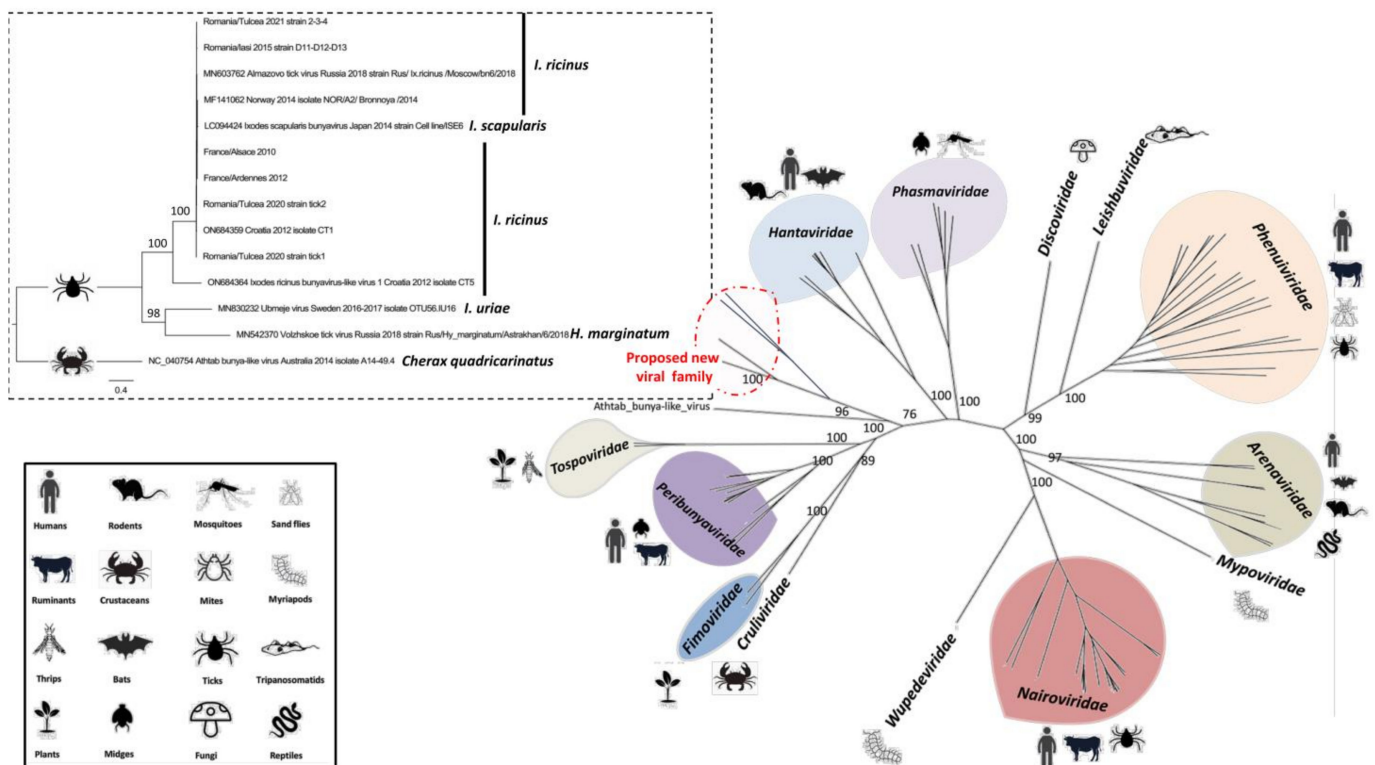 Romania/Tulcea 2021 strain 2-3-4
Romania/Iasi 2015 strain D11-D12-D13
MN603762 Almazovo tick virus Russia 2018 strain Rus/ Ix.ricinus /Moscow/bn6/2018
I. ricinus
MF141062 Norway 2014 isolate NOR/A2/ Bronnoya /2014
LC094424 Ixodes scapularis bunyavirus Japan 2014 strain Cell line/ISE6
I. scapularis
France/Alsace 2010
France/Ardennes 2012
Romania/Tulcea 2020 strain tick2
I. ricinus
ON684359 Croatia 2012 isolate CT1
Romania/Tulcea 2020 strain tick1
ON684364 Ixodes ricinus bunyavirus-like virus 1 Croatia 2012 isolate CT5
MN830232 Ubmeje virus Sweden 2016-2017 isolate OTU56.IU16
I. uriae
MN542370 Volzhskoe tick virus Russia 2018 strain Rus/Hy_marginatum/Astrakhan/6/2018
H. marginatum
NC_040754 Athtab bunya-like virus Australia 2014 isolate A14-49.4
Cherax quadricarinatus
100
100
98
0.4
Hantaviridae
Phasmaviridae
Discoviridae
Leishbuviridae
Phenuiviridae
Proposed new
viral family
100
Athtab_bunya-like_virus
96
76
100
100
100
99
100
Tospoviridae
100
100
100
89
100
97
100
Arenaviridae
Peribunyaviridae
100
Mypoviridae
Fimoviridae
Cruliviridae
Wupedeviridae
Nairoviridae
Humans
Rodents
Mosquitoes
Sand flies
Ruminants
Crustaceans
Mites
Myriapods
Thrips
Bats
Ticks
Tripanosomatids
Plants
Midges
Fungi
Reptiles